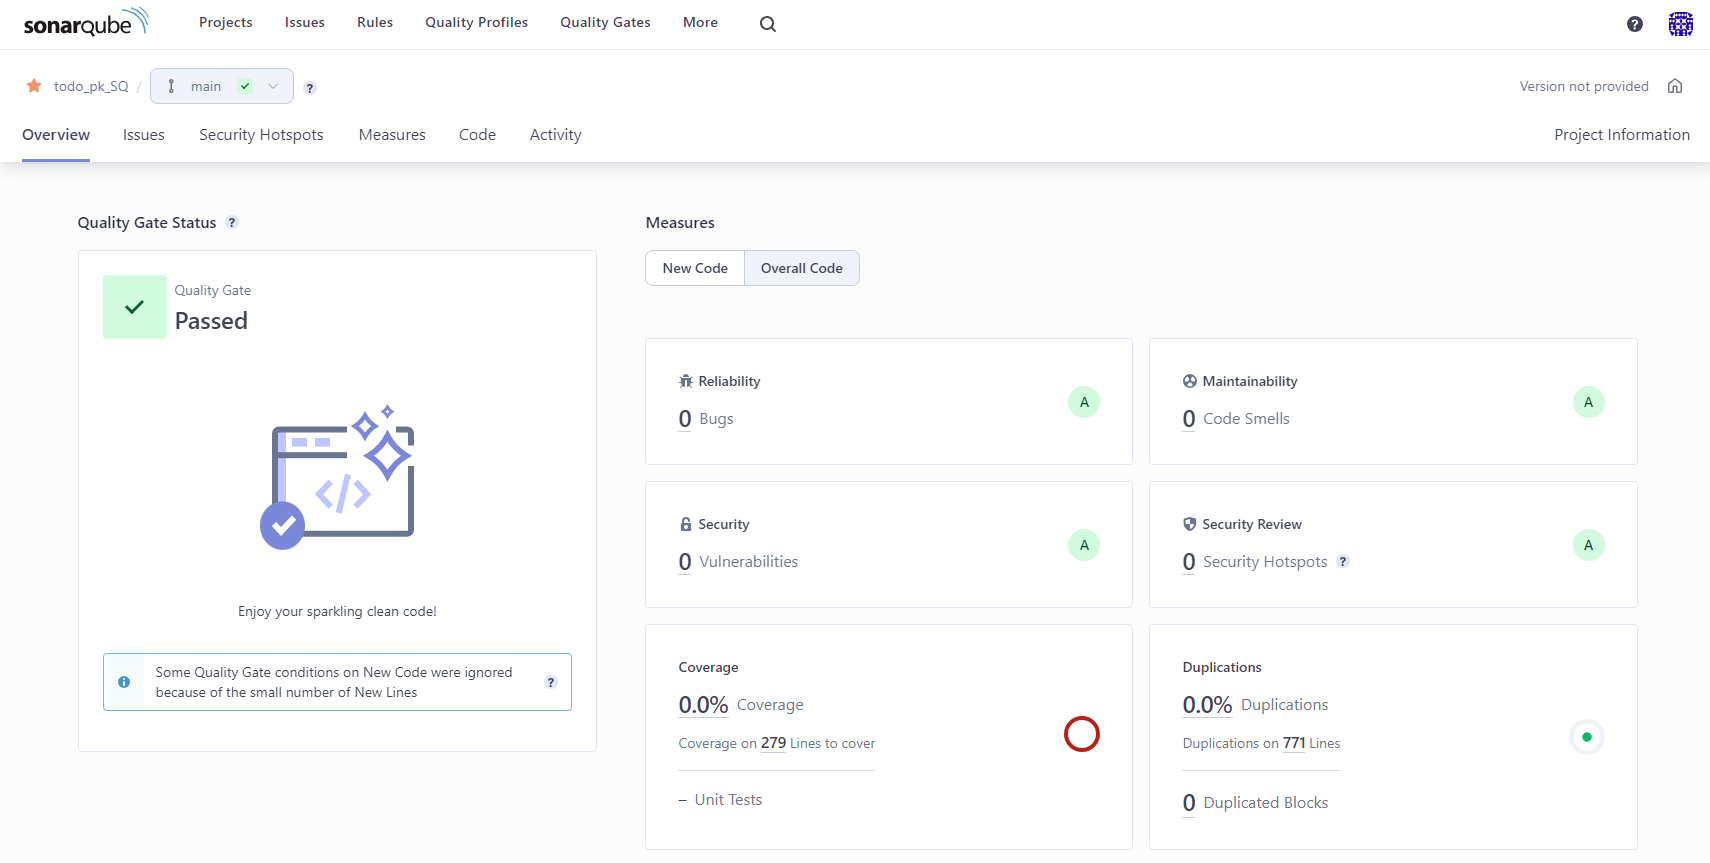 sonarqube
Projects
Issues
Rules
Quality Profiles
Quality Gates
More
?
todo_pk_SQ / main
?
Version not provided
Overview
Issues
Security Hotspots
Measures
Code
Activity
Project Information
Quality Gate Status ?
Quality Gate
Passed
</>
Enjoy your sparkling clean code!
Some Quality Gate conditions on New Code were ignored
because of the small number of New Lines
?
Measures
New Code
Overall Code
Reliability
0 Bugs
A
Maintainability
0 Code Smells
A
Security
0 Vulnerabilities
A
Security Review
0 Security Hotspots ?
A
Coverage
0.0% Coverage
Coverage on 279 Lines to cover
– Unit Tests
Duplications
0.0% Duplications
Duplications on 771 Lines
0 Duplicated Blocks